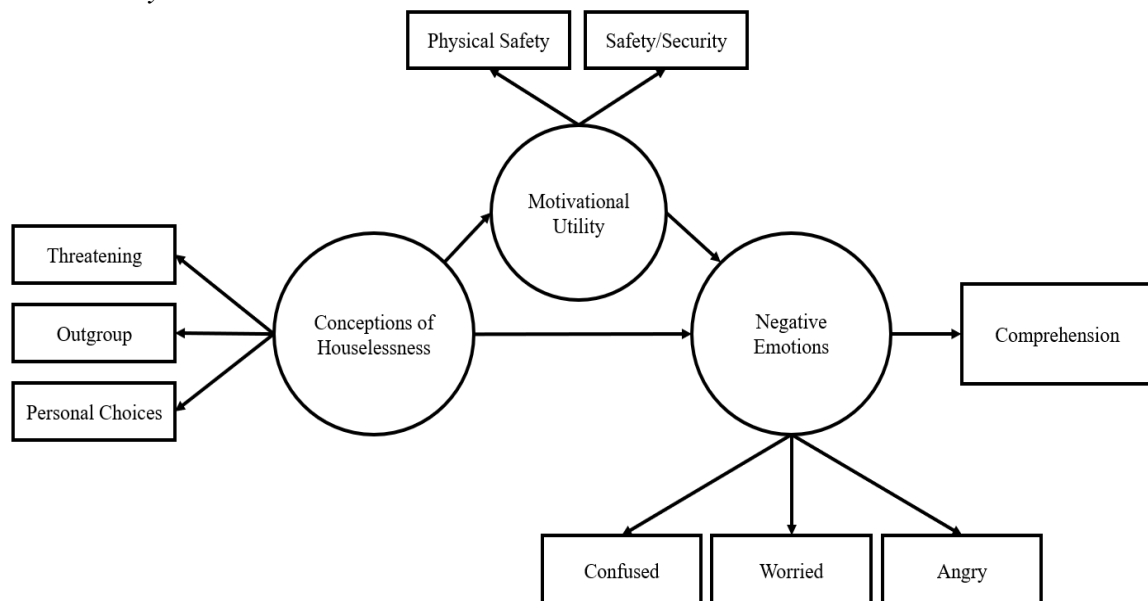 Physical Safety
Safety/Security
Motivational
Utility
Threatening
Outgroup
Personal Choices
Conceptions of
Houselessness
Negative
Emotions
Comprehension
Confused
Worried
Angry